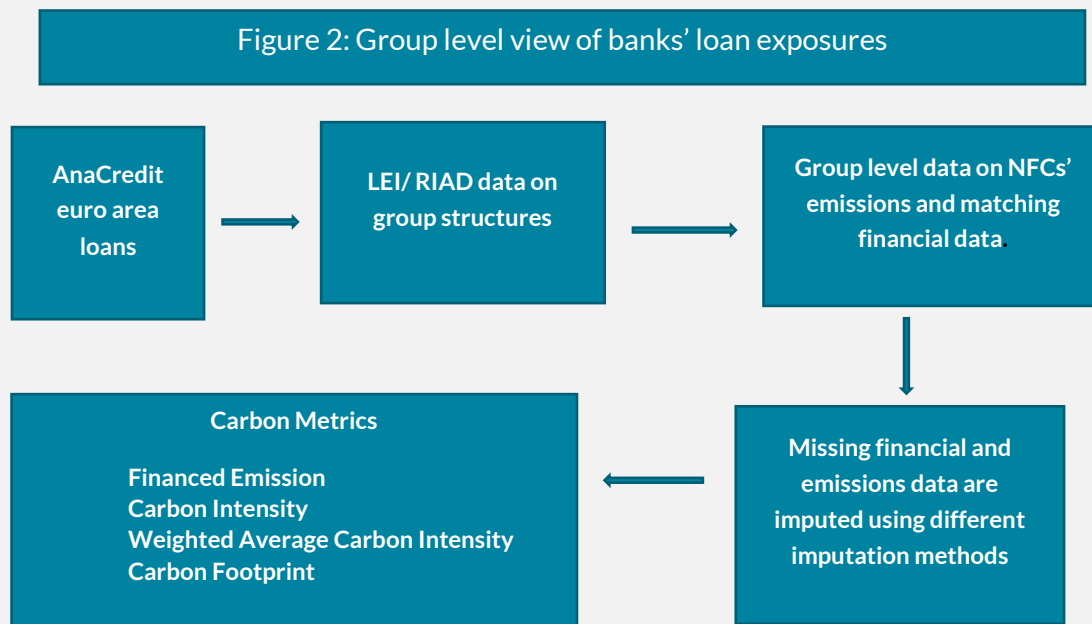 Figure 2: Group level view of banks’ loan exposures
AnaCredit
euro area
loans
LEI/ RIAD data on
group structures
Group level data on NFCs’
emissions and matching
financial data.
Missing financial and
emissions data are
imputed using different
imputation methods
Carbon Metrics
Financed Emission
Carbon Intensity
Weighted Average Carbon Intensity
Carbon Footprint